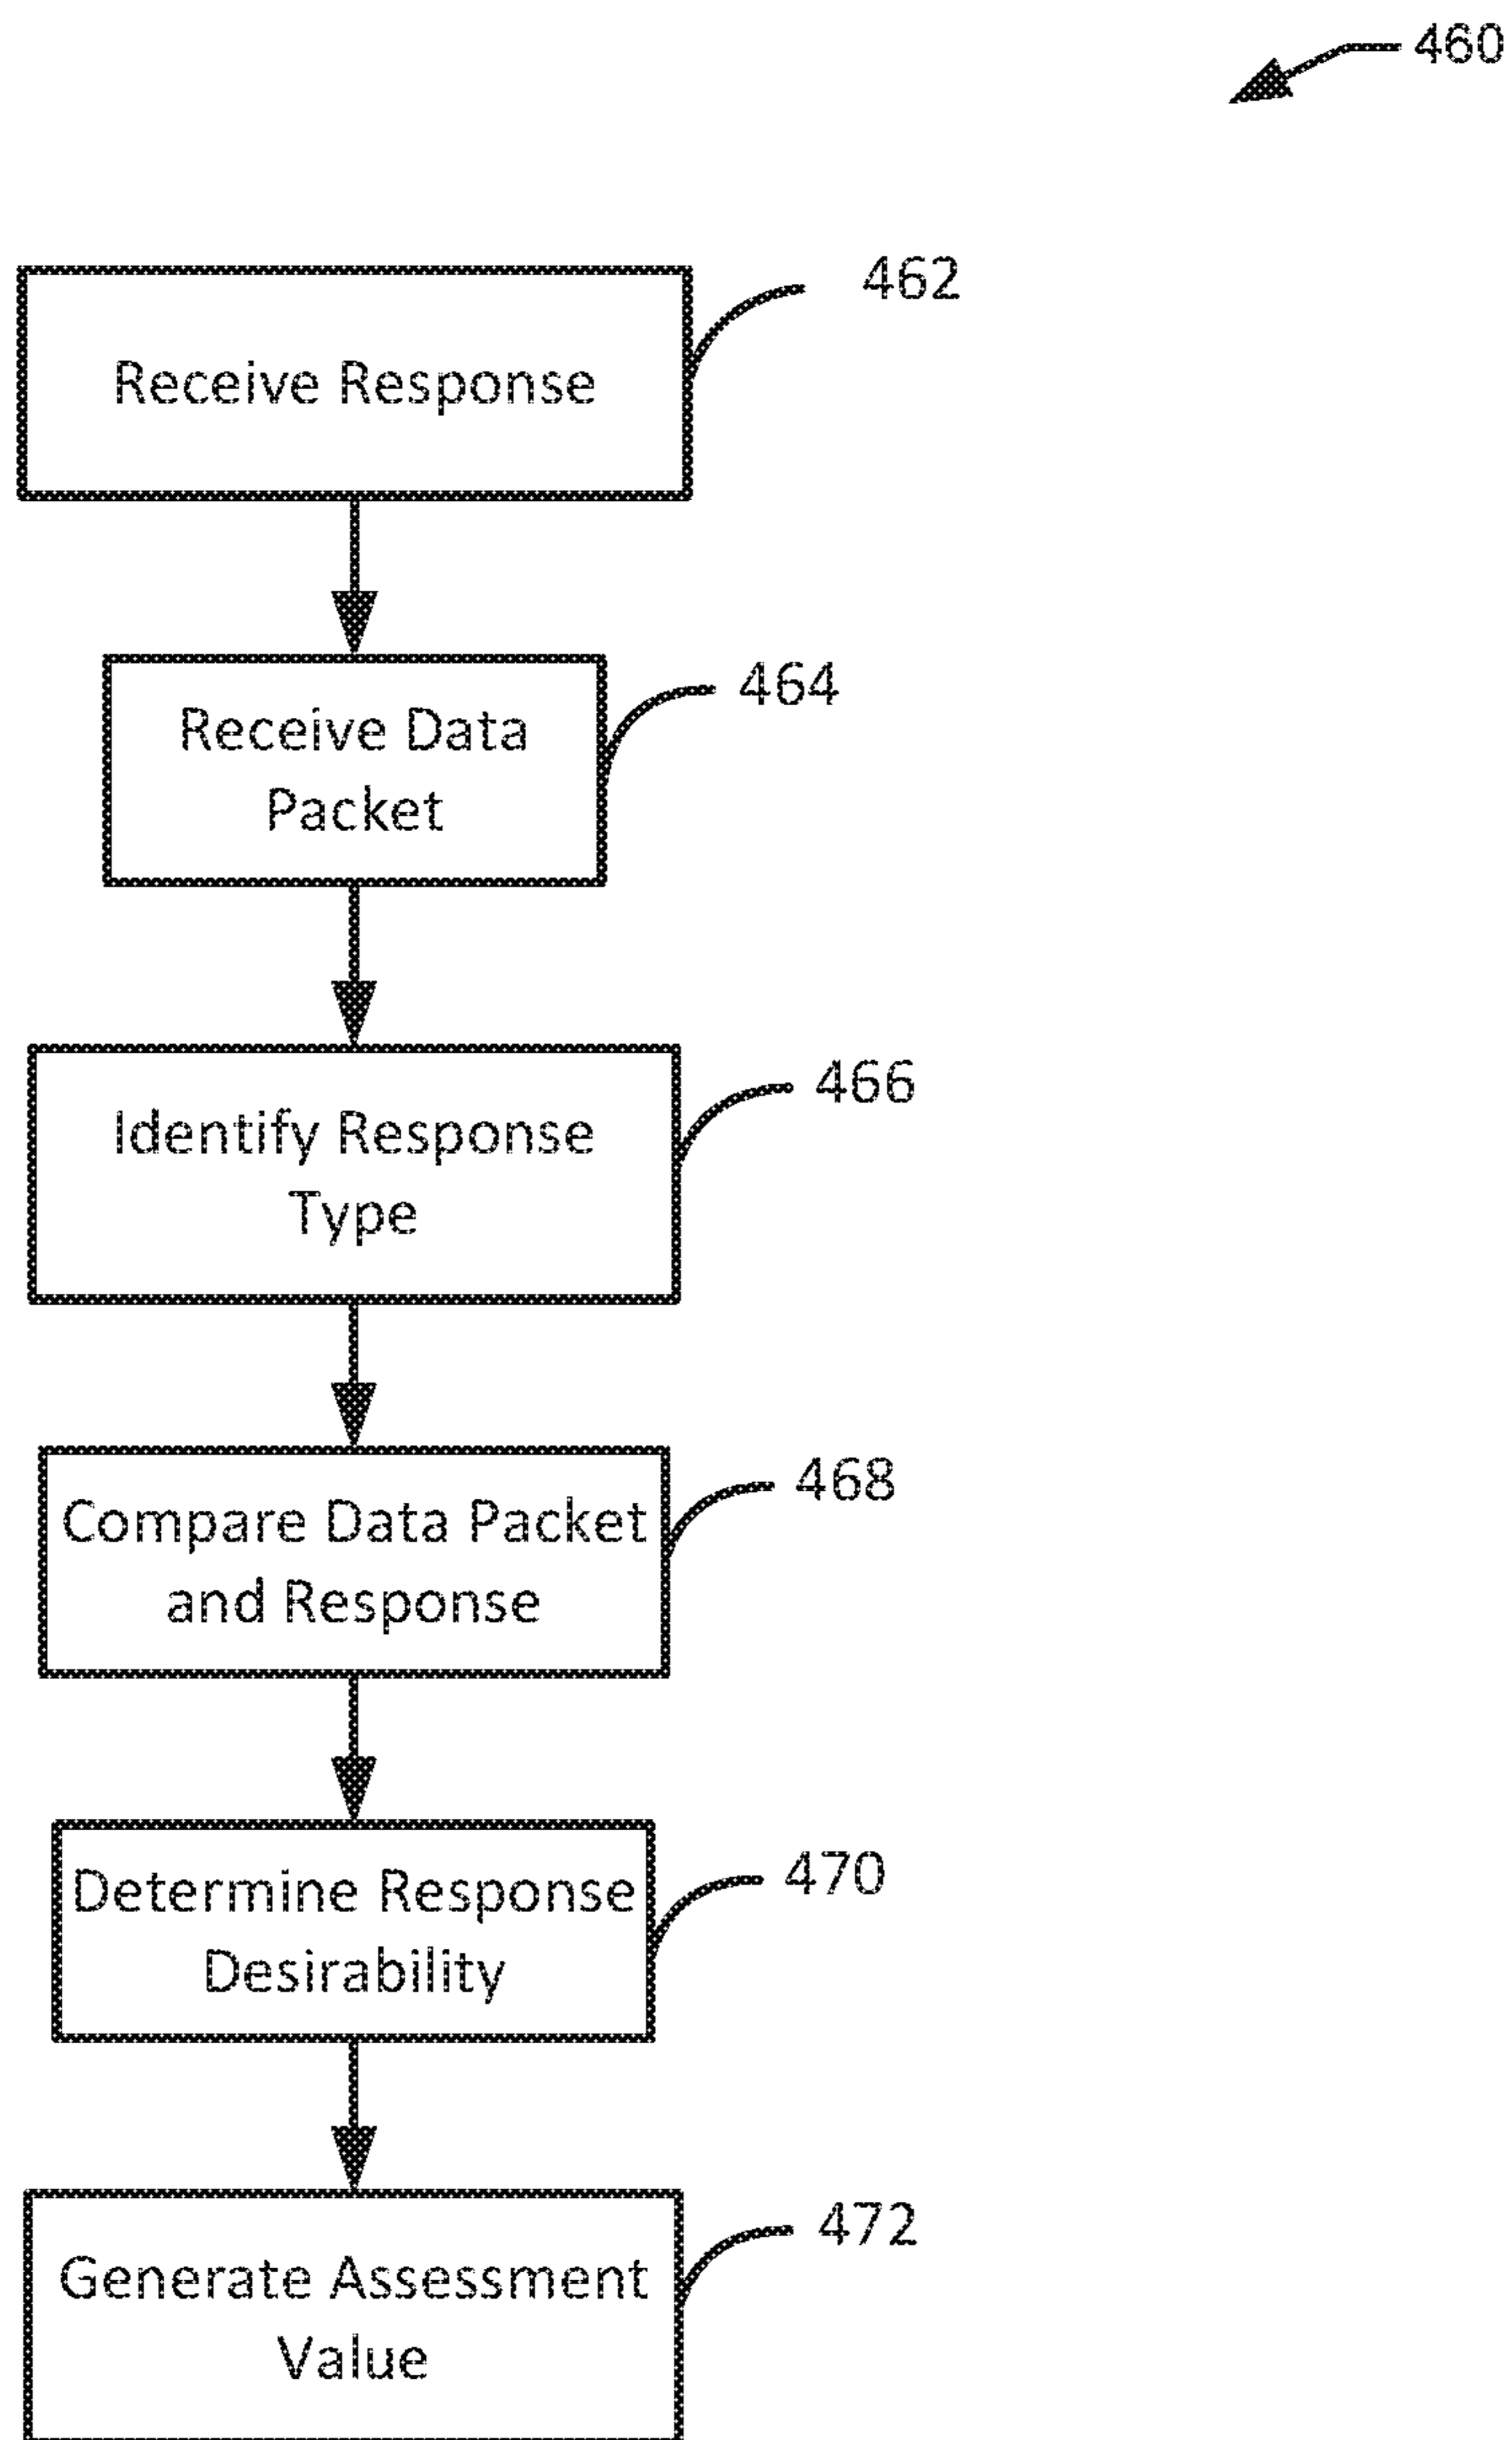 460
462
Receive Response
464
Receive Data
Packet
466
Identify Response
Type
468
Compare Data Packet
and Response
470
Determine Response
Desirability
472
Generate Assessment
Value